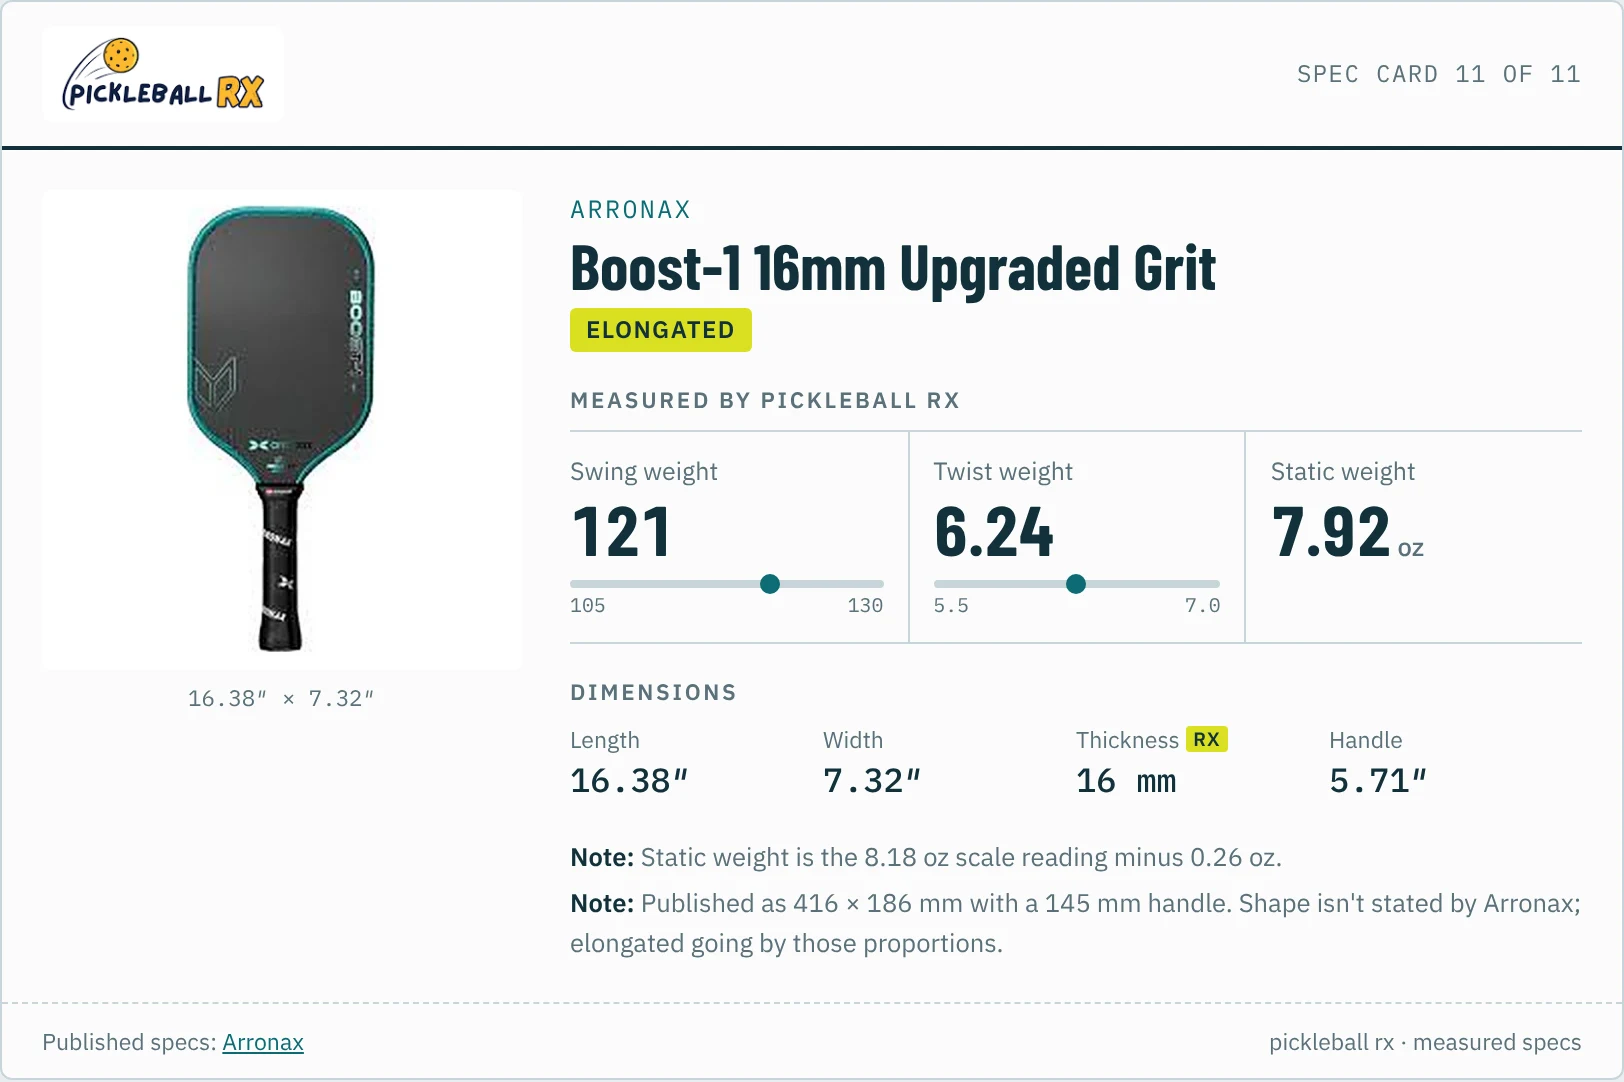 PICKLEBALL RX
SPEC CARD 11 OF 11
ARRONAX
Boost-1 16mm Upgraded Grit
ELONGATED
MEASURED BY PICKLEBALL RX
Swing weight
121
105 130
Twist weight
6.24
5.5 7.0
Static weight
7.92 oz
BOOST-1
16.38″ × 7.32″
DIMENSIONS
Length
16.38″
Width
7.32″
Thickness RX
16 mm
Handle
5.71″
Note: Static weight is the 8.18 oz scale reading minus 0.26 oz.
Note: Published as 416 × 186 mm with a 145 mm handle. Shape isn't stated by Arronax;
elongated going by those proportions.
Published specs: Arronax
pickleball rx · measured specs